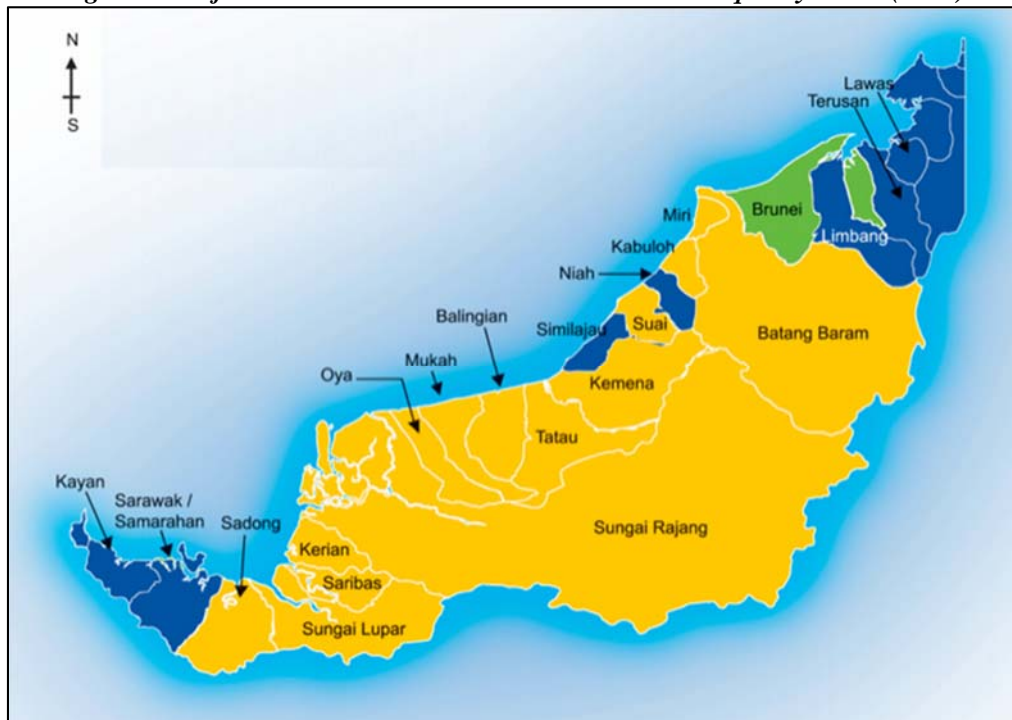 N
S
Lawas
Terusan
Brunei
Limbang
Miri
Kabuloh
Niah
Suai
Similajau
Batang Baram
Balingian
Mukah
Oya
Kemena
Tatau
Kayan
Sarawak /
Samarahan
Sadong
Sungai Rajang
Kerian
Saribas
Sungai Lupar